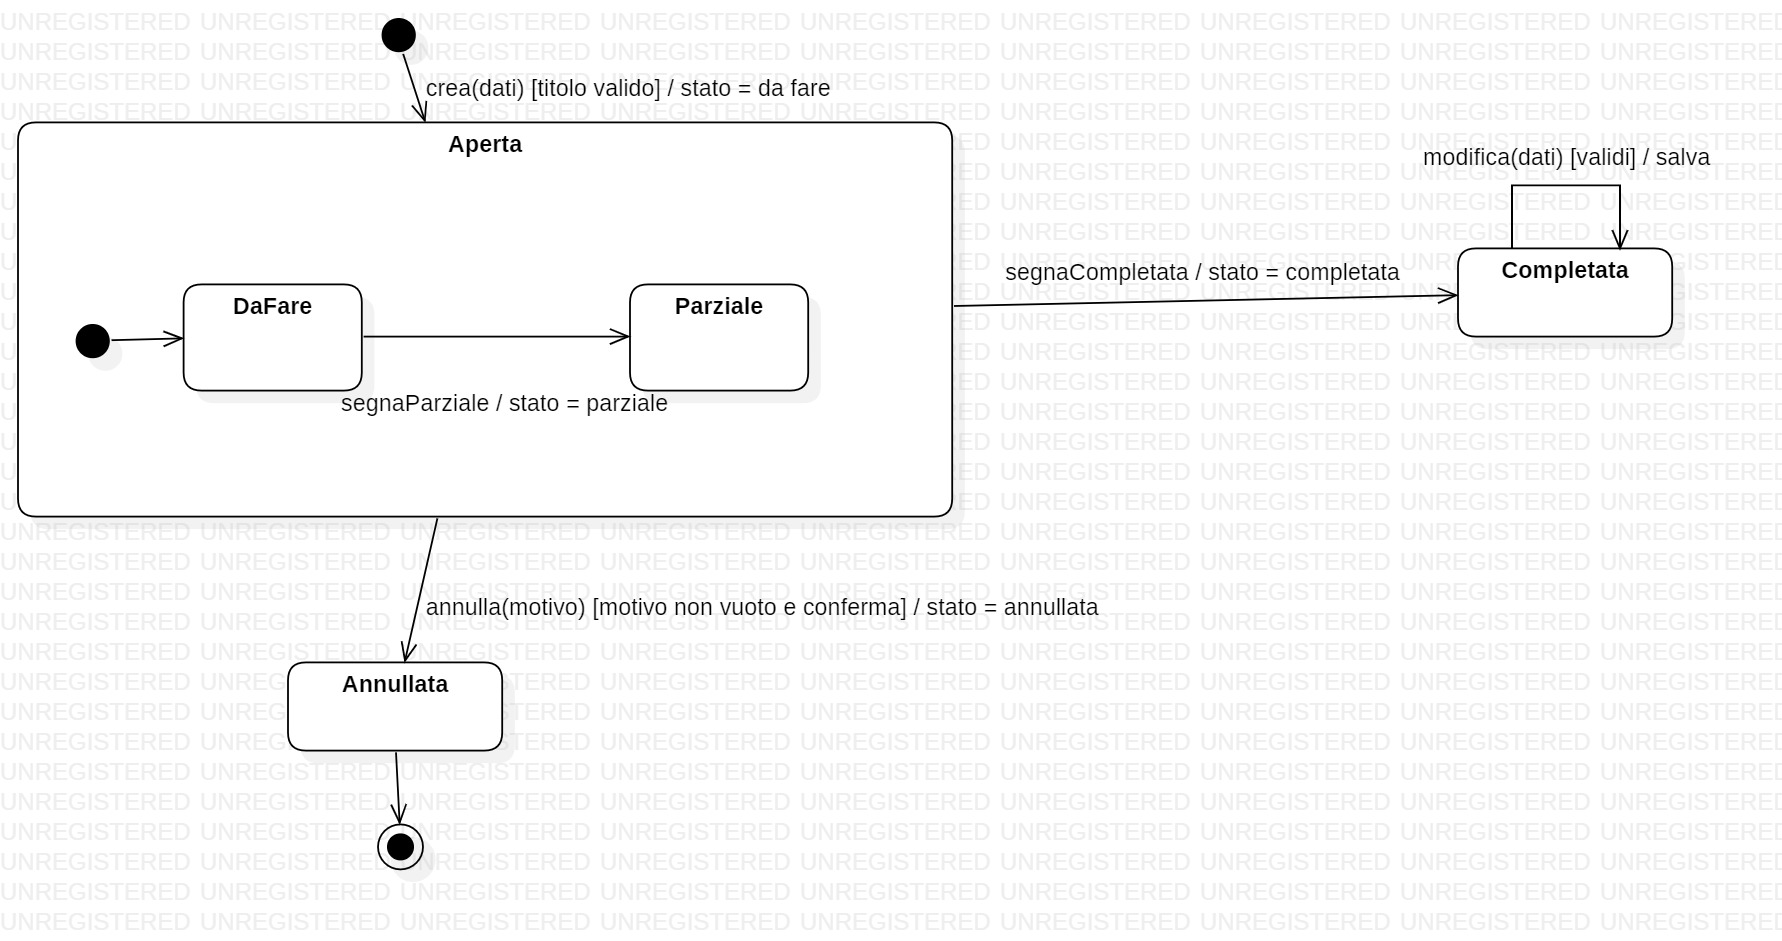 crea(dati) [titolo valido] / stato = da fare
Aperta
modifica(dati) [validi] / salva
segnaCompletata / stato = completata
Completata
DaFare
Parziale
segnaParziale / stato = parziale
annulla(motivo) [motivo non vuoto e conferma] / stato = annullata
Annullata
UNREGISTERED